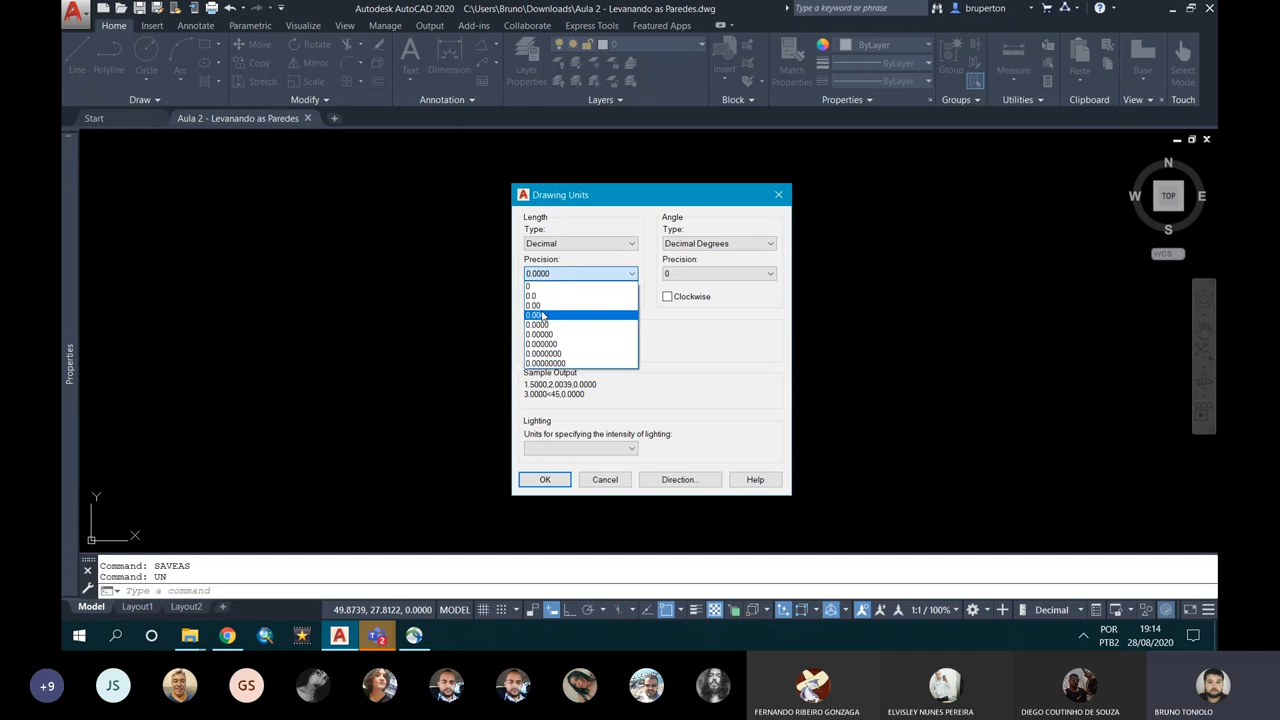 Autodesk AutoCAD 2020 C:\Users\Bruno\Downloads\Aula 2 - Levanando as Paredes.dwg
Type a keyword or phrase
bruperton
Home Insert Annotate Parametric Visualize View Manage Output Add-ins Collaborate Express Tools Featured Apps
Line Polyline Circle Arc
Move Rotate
Copy Mirror
Stretch Scale
Text Dimension
Layer Properties
0
Insert
Match Properties
ByLayer
ByLayer
ByLayer
Group
Measure
Paste
Base
Select Mode
Draw Modify Annotation Layers Block Properties Groups Utilities Clipboard View Touch
Start Aula 2 - Levanando as Paredes
N
W TOP E
S
WCS
Properties
Y
X
Drawing Units
Length
Type:
Decimal
Precision:
0.0000
0
0.0
0.00
0.0000
0.00000
0.000000
0.0000000
0.00000000
Angle
Type:
Decimal Degrees
Precision:
0
Clockwise
Sample Output
1.5000,2.0039,0.0000
3.0000<45,0.0000
Lighting
Units for specifying the intensity of lighting:
OK Cancel Direction... Help
Command: SAVEAS
Command: UN
Type a command
Model Layout1 Layout2 +
49.8739, 27.8122, 0.0000 MODEL
1:1 / 100%
Decimal
2
POR
PTB2
19:14
28/08/2020
+9 JS GS
FERNANDO RIBEIRO GONZAGA
ELVISLEY NUNES PEREIRA
DIEGO COUTINHO DE SOUZA
BRUNO TONIOLO